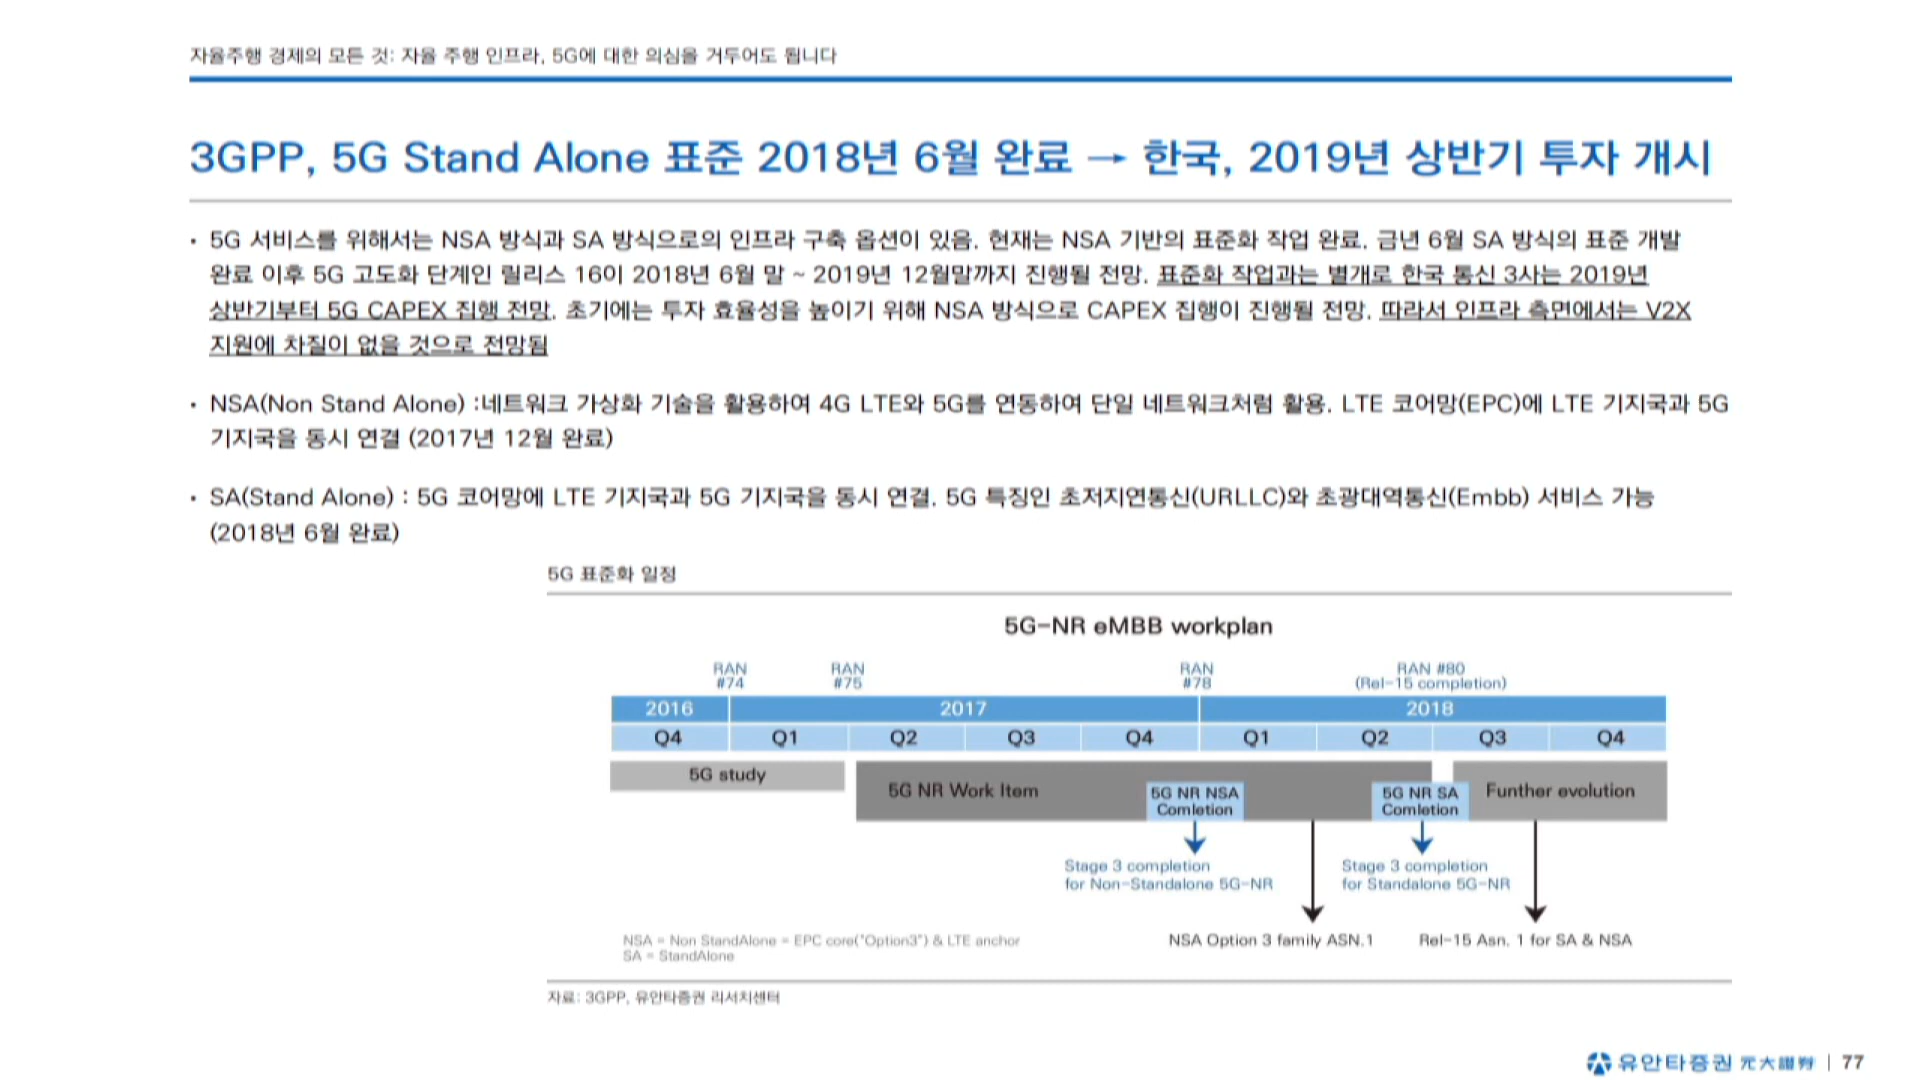 자율주행 경제의 모든 것: 자율 주행 인프라, 5G에 대한 의심을 거두어도 됩니다
3GPP, 5G Stand Alone 표준 2018년 6월 완료 → 한국, 2019년 상반기 투자 개시
• 5G 서비스를 위해서는 NSA 방식과 SA 방식으로의 인프라 구축 옵션이 있음. 현재는 NSA 기반의 표준화 작업 완료. 금년 6월 SA 방식의 표준 개발
완료 이후 5G 고도화 단계인 릴리스 16이 2018년 6월 말 ~ 2019년 12월말까지 진행될 전망. 표준화 작업과는 별개로 한국 통신 3사는 2019년
상반기부터 5G CAPEX 집행 전망. 초기에는 투자 효율성을 높이기 위해 NSA 방식으로 CAPEX 집행이 진행될 전망. 따라서 인프라 측면에서는 V2X
지원에 차질이 없을 것으로 전망됨
• NSA(Non Stand Alone) :네트워크 가상화 기술을 활용하여 4G LTE와 5G를 연동하여 단일 네트워크처럼 활용. LTE 코어망(EPC)에 LTE 기지국과 5G
기지국을 동시 연결 (2017년 12월 완료)
• SA(Stand Alone) : 5G 코어망에 LTE 기지국과 5G 기지국을 동시 연결. 5G 특징인 초저지연통신(URLLC)와 초광대역통신(Embb) 서비스 가능
(2018년 6월 완료)
5G 표준화 일정
5G-NR eMBB workplan
RAN #74 RAN #75 RAN #78 RAN #80
(Rel-15 completion)
2016 2017 2018
Q4 Q1 Q2 Q3 Q4 Q1 Q2 Q3 Q4
5G study
5G NR Work Item
5G NR NSA
Comletion
5G NR SA
Comletion
Funther evolution
Stage 3 completion
for Non-Standalone 5G-NR
Stage 3 completion
for Standalone 5G-NR
NSA = Non StandAlone = EPC core("Option3") & LTE anchor
SA = StandAlone
NSA Option 3 family ASN.1
Rel-15 Asn. 1 for SA & NSA
자료: 3GPP, 유안타증권 리서치센터
유안타증권 元大證券 | 77